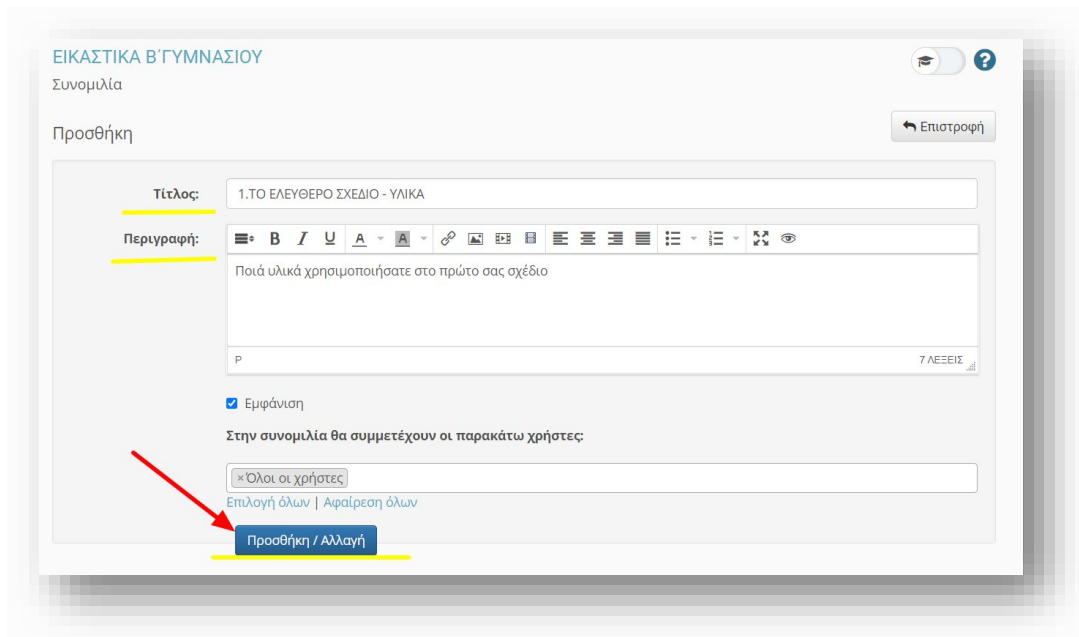 ΕΙΚΑΣΤΙΚΑ Β΄ΓΥΜΝΑΣΙΟΥ
Συνομιλία
Προσθήκη
Επιστροφή
Τίτλος: 1.ΤΟ ΕΛΕΥΘΕΡΟ ΣΧΕΔΙΟ - ΥΛΙΚΑ
Περιγραφή: B I U A A
Ποιά υλικά χρησιμοποιήσατε στο πρώτο σας σχέδιο
P 7 ΛΕΞΕΙΣ
Εμφάνιση
Στην συνομιλία θα συμμετέχουν οι παρακάτω χρήστες:
×Όλοι οι χρήστες
Επιλογή όλων | Αφαίρεση όλων
Προσθήκη / Αλλαγή